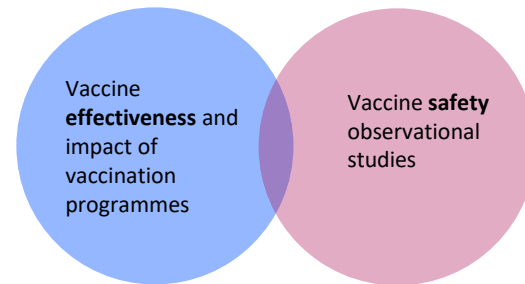 Vaccine
effectiveness and
impact of
vaccination
programmes
Vaccine safety
observational
studies